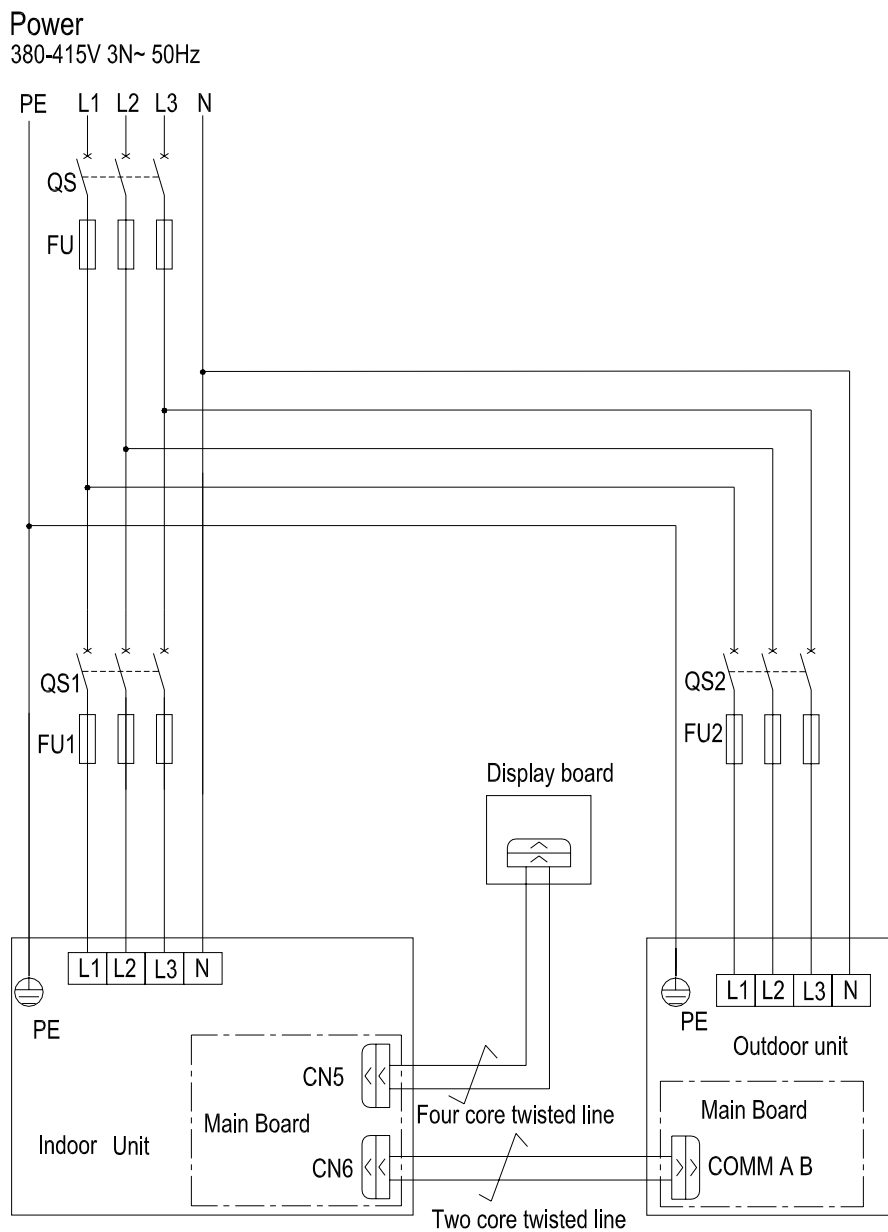 Power
380-415V 3N~ 50Hz
PE L1 L2 L3 N
QS
FU
QS1
QS2
FU1
FU2
Display board
L1 L2 L3 N
L1 L2 L3 N
PE
PE
Outdoor unit
CN5
Four core twisted line
Main Board
Main Board
Indoor Unit
CN6
COMM A B
Two core twisted line